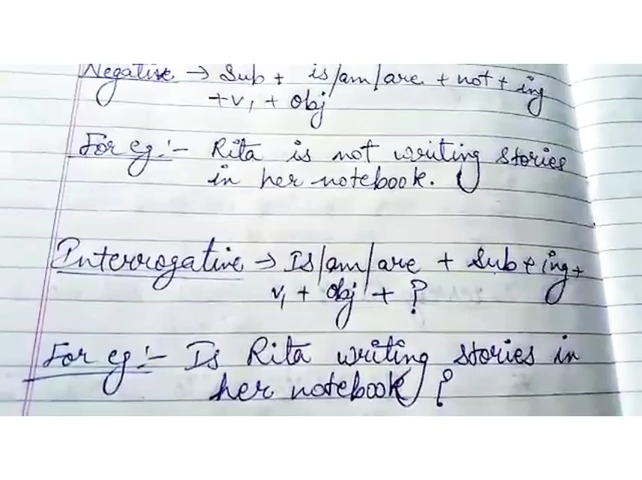 Negative → Sub + is/am/are + not + ing
+ v1 + obj
For eg:- Rita is not writing stories
in her notebook.
Interrogative → Is/am/are + Sub + ing +
v1 + obj + ?
For eg:- Is Rita writing stories in
her notebook ?